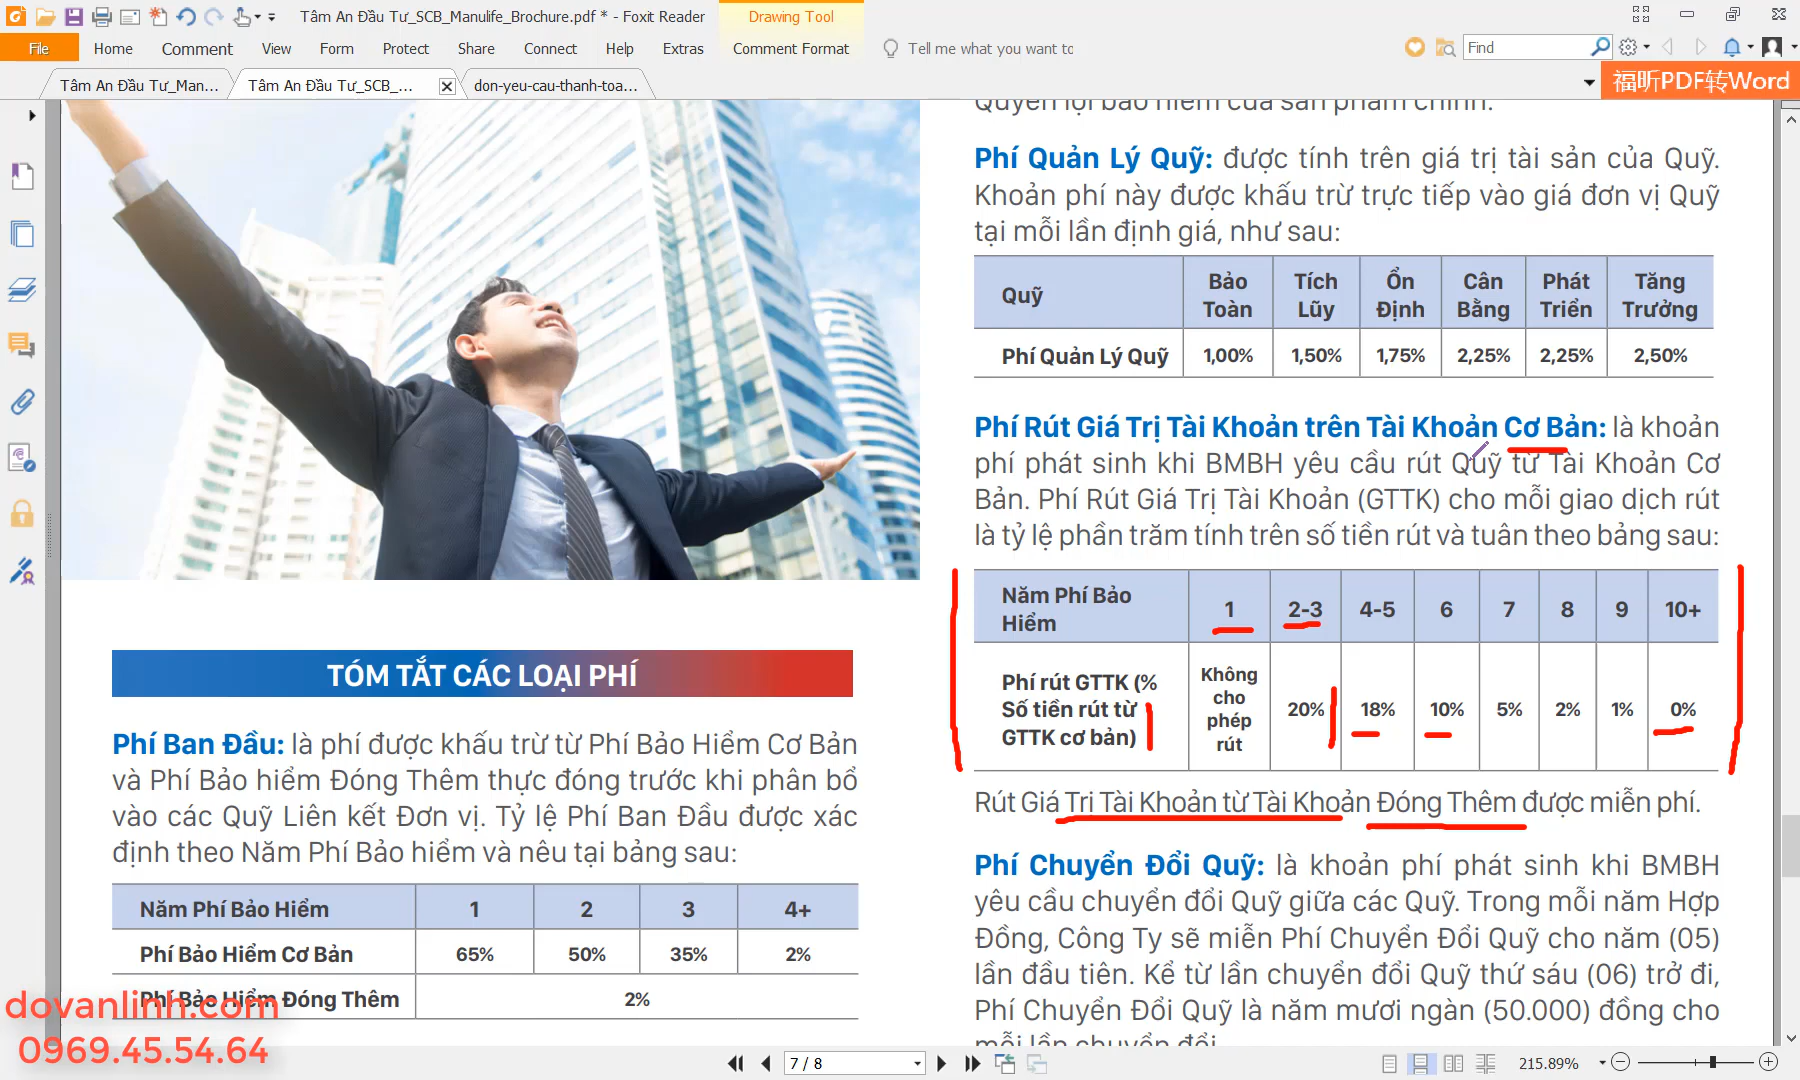 Tâm An Đầu Tư_SCB_Manulife_Brochure.pdf * - Foxit Reader
Drawing Tool
File Home Comment View Form Protect Share Connect Help Extras Comment Format Tell me what you want to Find
Tâm An Đầu Tư_Man... Tâm An Đầu Tư_SCB_... don-yeu-cau-thanh-toa... 福昕PDF转Word
TÓM TẮT CÁC LOẠI PHÍ
Phí Ban Đầu: là phí được khấu trừ từ Phí Bảo Hiểm Cơ Bản
và Phí Bảo hiểm Đóng Thêm thực đóng trước khi phân bổ
vào các Quỹ Liên kết Đơn vị. Tỷ lệ Phí Ban Đầu được xác
định theo Năm Phí Bảo hiểm và nêu tại bảng sau:
Năm Phí Bảo Hiểm 1 2 3 4+
Phí Bảo Hiểm Cơ Bản 65% 50% 35% 2%
Phí Bảo Hiểm Đóng Thêm 2%
dovanlinh.com
0969.45.54.64
Quyền lợi bảo hiểm của sản phẩm chính.
Phí Quản Lý Quỹ: được tính trên giá trị tài sản của Quỹ.
Khoản phí này được khấu trừ trực tiếp vào giá đơn vị Quỹ
tại mỗi lần định giá, như sau:
Quỹ Bảo Toàn Tích Lũy Ổn Định Cân Bằng Phát Triển Tăng Trưởng
Phí Quản Lý Quỹ 1,00% 1,50% 1,75% 2,25% 2,25% 2,50%
Phí Rút Giá Trị Tài Khoản trên Tài Khoản Cơ Bản: là khoản
phí phát sinh khi BMBH yêu cầu rút Quỹ từ Tài Khoản Cơ
Bản. Phí Rút Giá Trị Tài Khoản (GTTK) cho mỗi giao dịch rút
là tỷ lệ phần trăm tính trên số tiền rút và tuân theo bảng sau:
Năm Phí Bảo Hiểm 1 2-3 4-5 6 7 8 9 10+
Phí rút GTTK (% Số tiền rút từ GTTK cơ bản) Không cho phép rút 20% 18% 10% 5% 2% 1% 0%
Rút Giá Trị Tài Khoản từ Tài Khoản Đóng Thêm được miễn phí.
Phí Chuyển Đổi Quỹ: là khoản phí phát sinh khi BMBH
yêu cầu chuyển đổi Quỹ giữa các Quỹ. Trong mỗi năm Hợp
Đồng, Công Ty sẽ miễn Phí Chuyển Đổi Quỹ cho năm (05)
lần đầu tiên. Kể từ lần chuyển đổi Quỹ thứ sáu (06) trở đi,
Phí Chuyển Đổi Quỹ là năm mươi ngàn (50.000) đồng cho
mỗi lần chuyển đổi.
7 / 8
215.89%